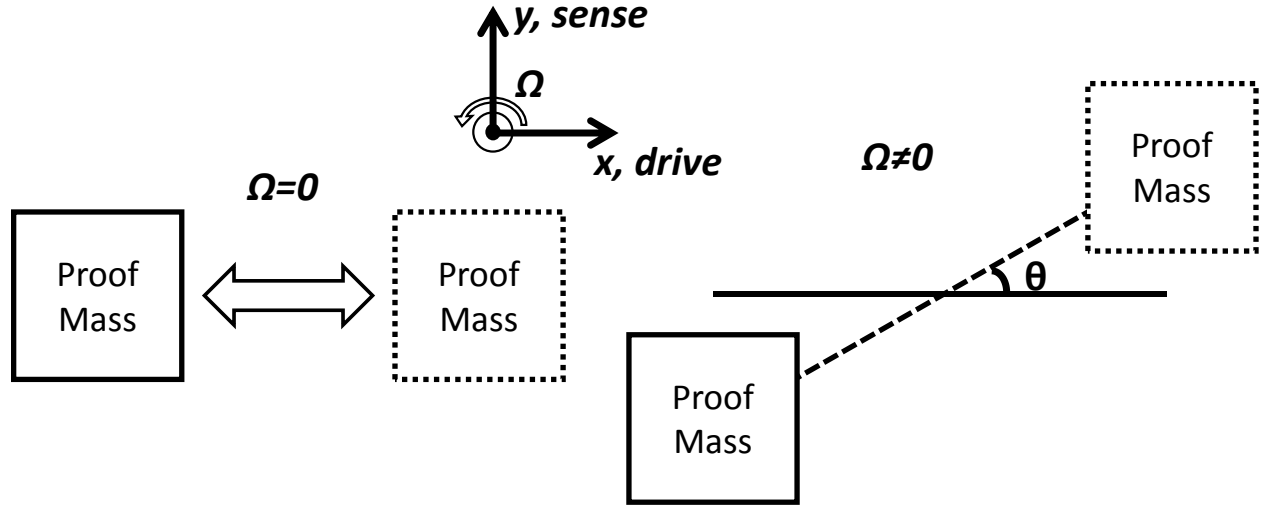 y, sense
Ω
x, drive
Ω=0
Proof
Mass
Proof
Mass
Ω≠0
Proof
Mass
θ
Proof
Mass